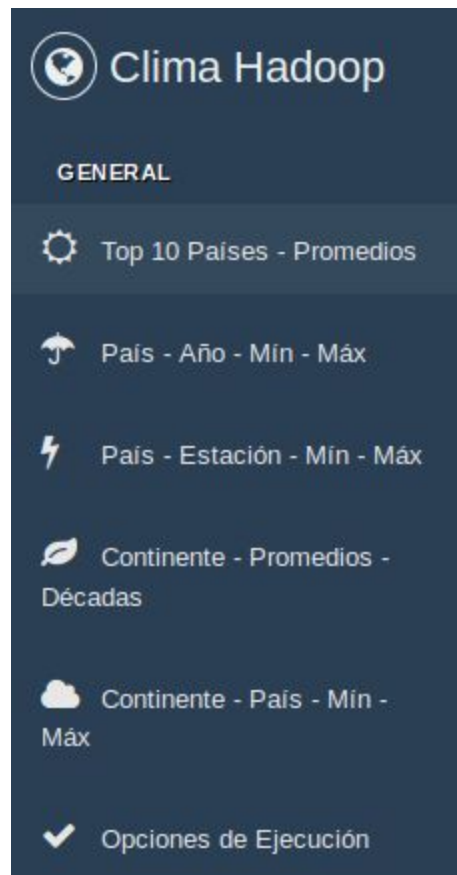 Clima Hadoop
GENERAL
Top 10 Países - Promedios
País - Año - Mín - Máx
País - Estación - Mín - Máx
Continente - Promedios -
Décadas
Continente - País - Mín -
Máx
Opciones de Ejecución